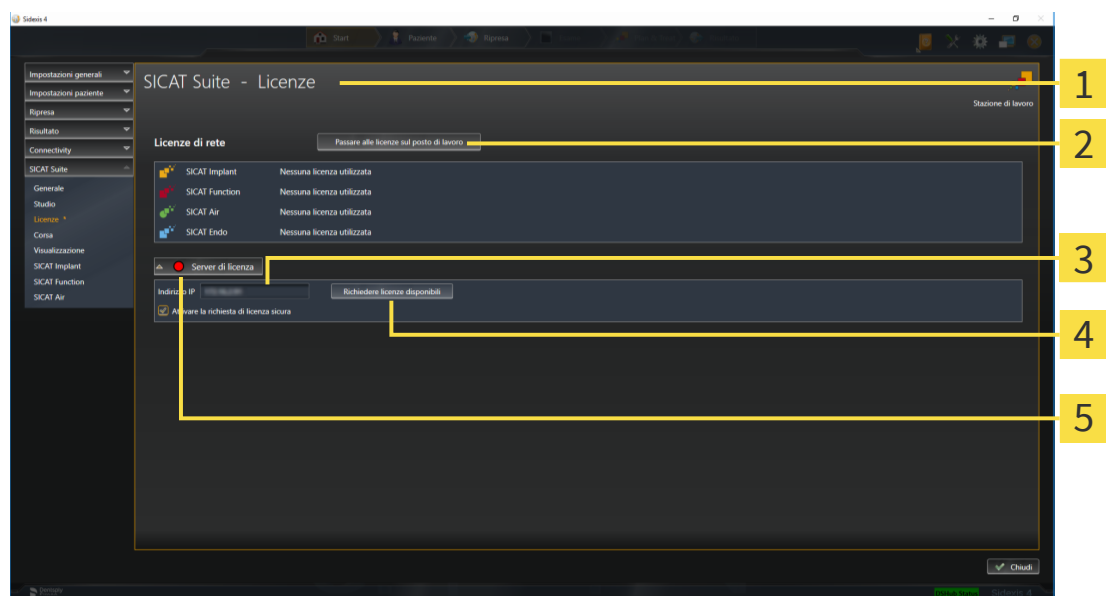 Sidexis 4
Start
Paziente
Ripresa
Impostazioni generali
Impostazioni paziente
Ripresa
Risultato
Connectivity
SICAT Suite
Generale
Studio
Licenze *
Corsa
Visualizzazione
SICAT Implant
SICAT Function
SICAT Air
SICAT Suite - Licenze
Stazione di lavoro
Licenze di rete
Passare alle licenze sul posto di lavoro
SICAT Implant Nessuna licenza utilizzata
SICAT Function Nessuna licenza utilizzata
SICAT Air Nessuna licenza utilizzata
SICAT Endo Nessuna licenza utilizzata
Server di licenza
Indirizzo IP
Richiedere licenze disponibili
Attivare la richiesta di licenza sicura
Chiudi
Sidexis 4
1
2
3
4
5